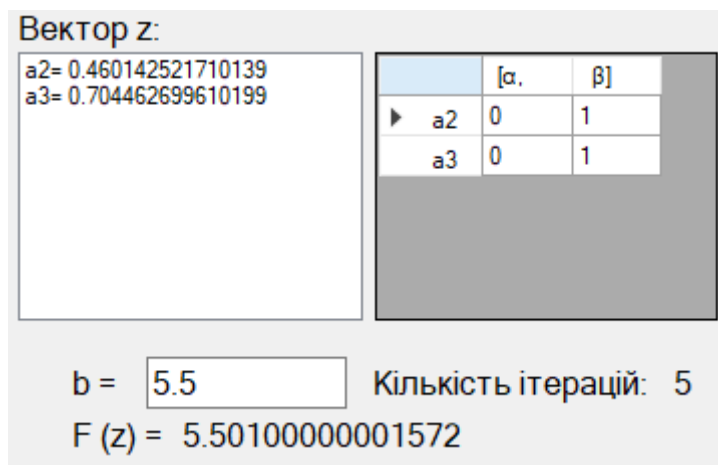 Вектор z:
a2= 0.460142521710139
a3= 0.704462699610199
[α, β]
a2 0 1
a3 0 1
b = 5.5 Кількість ітерацій: 5
F (z) = 5.50100000001572